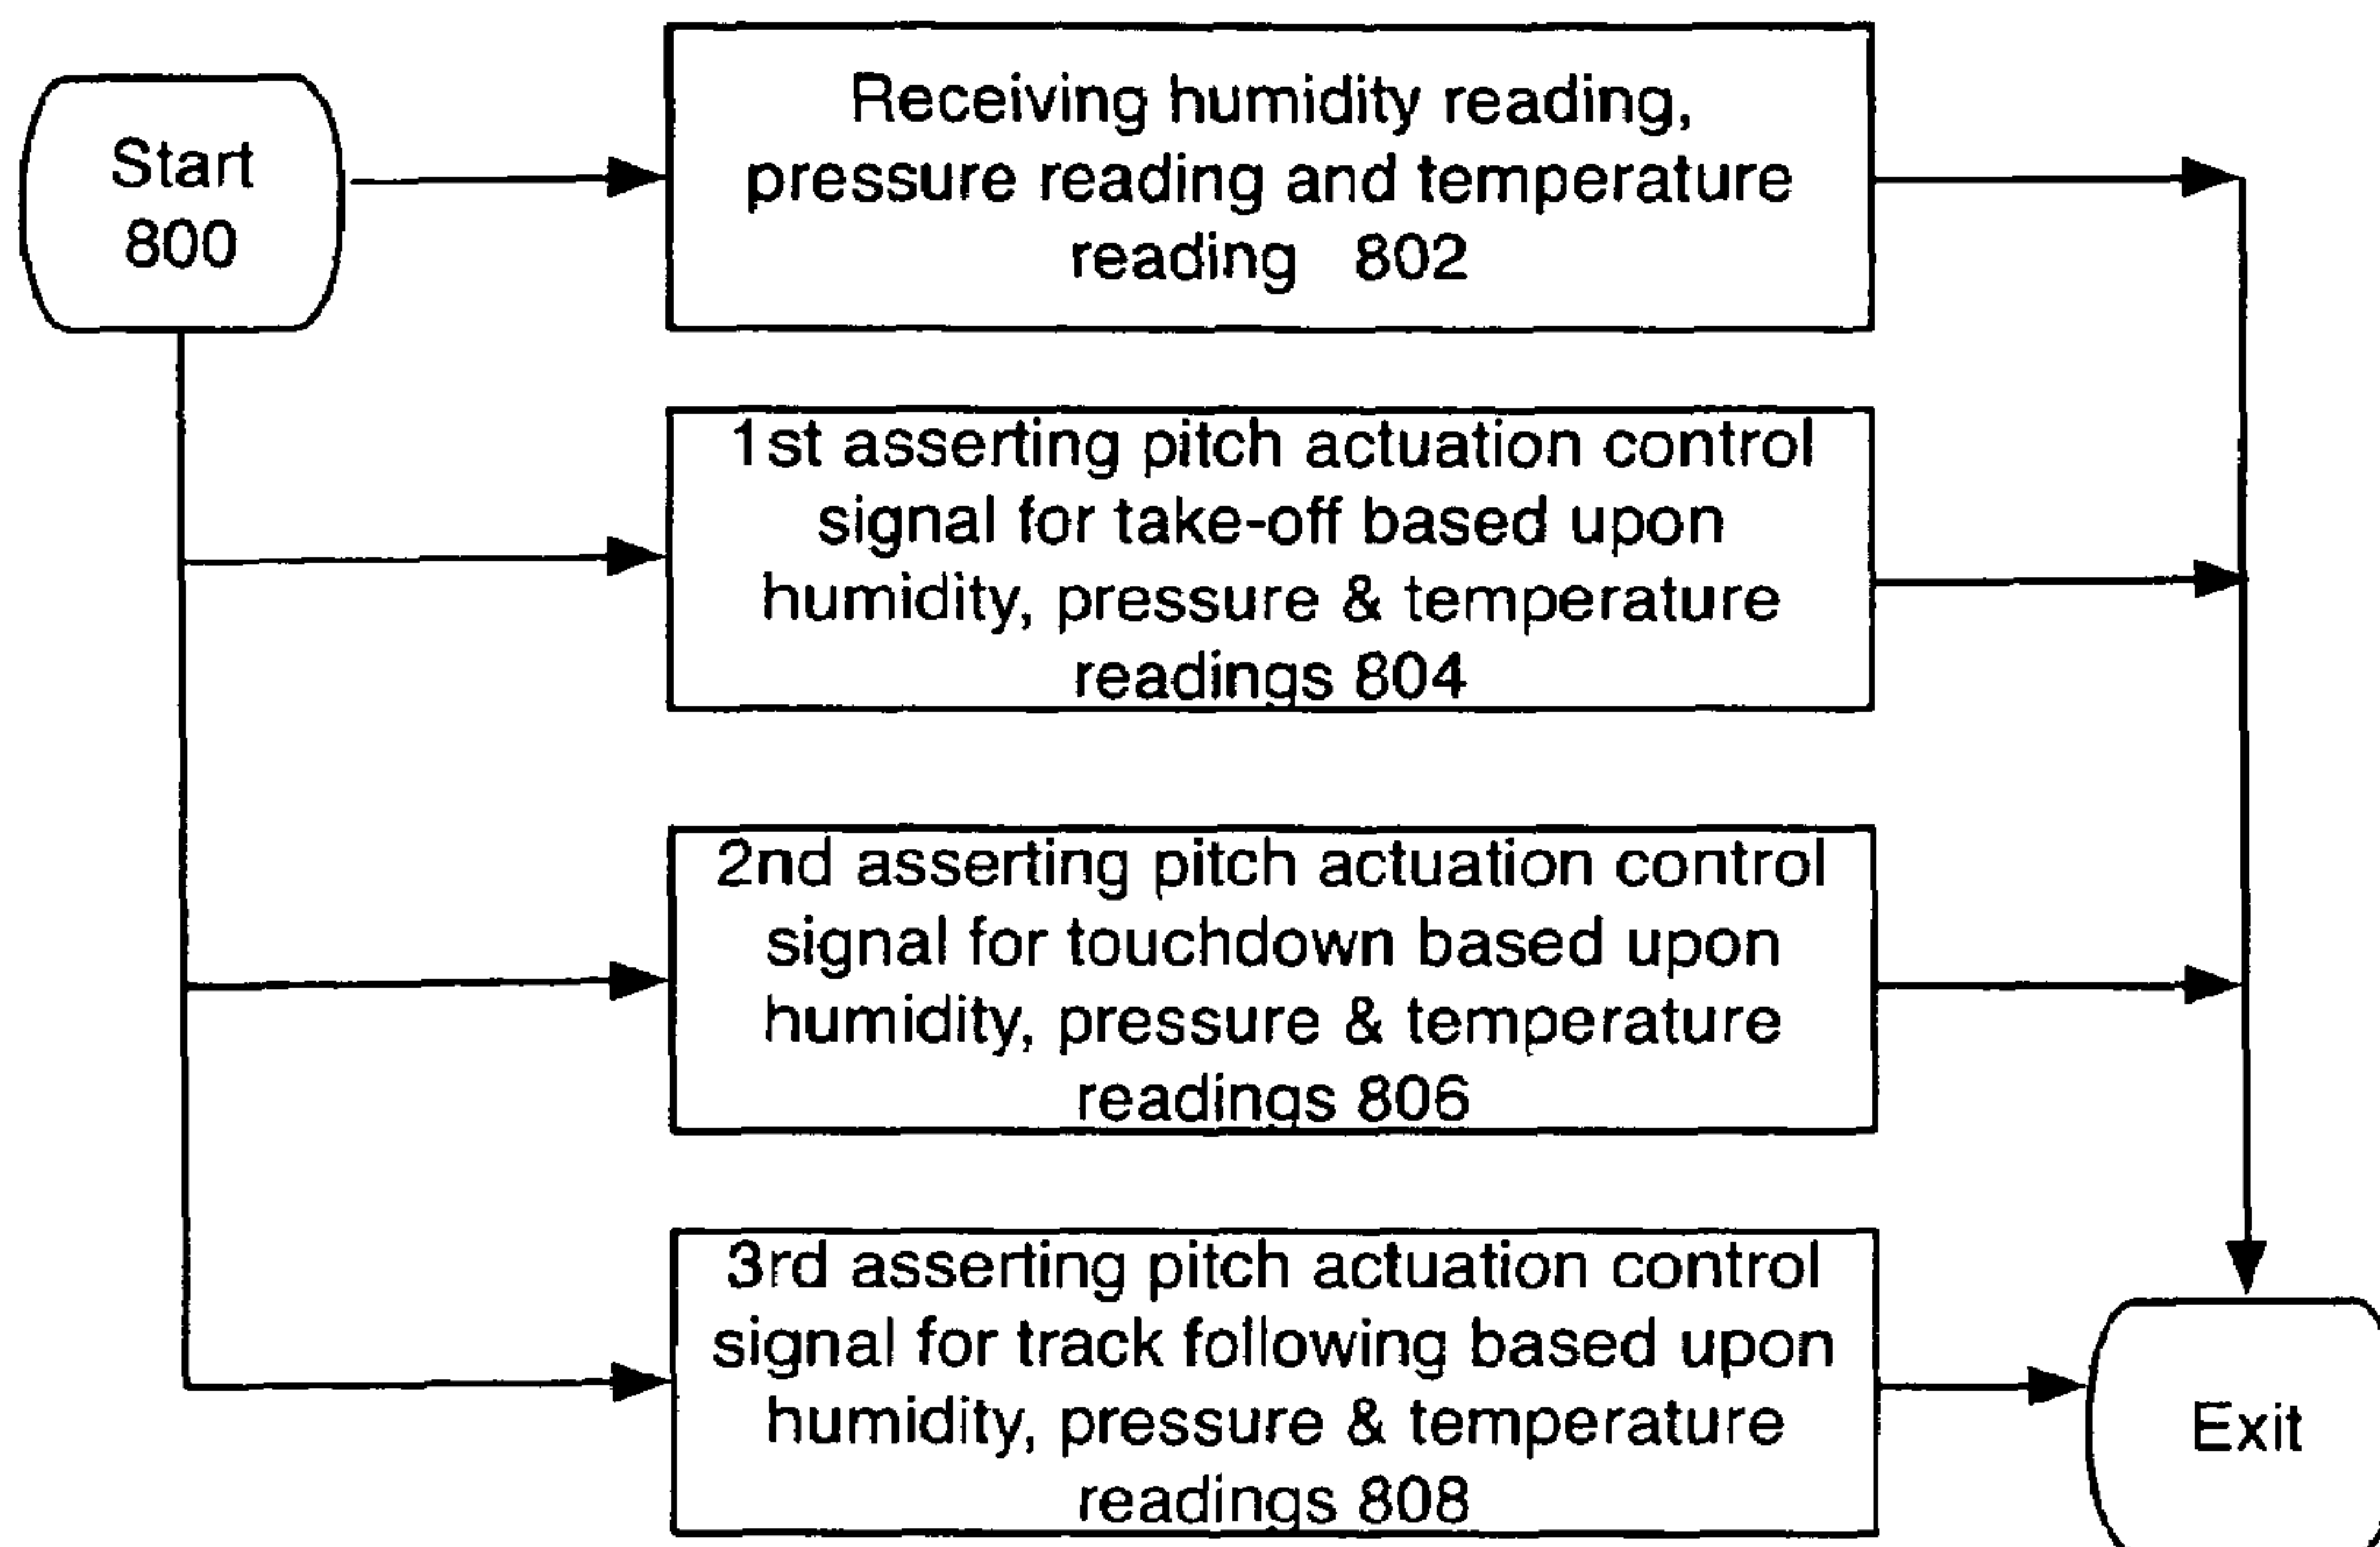 Start
800
Receiving humidity reading,
pressure reading and temperature
reading 802
1st asserting pitch actuation control
signal for take-off based upon
humidity, pressure & temperature
readings 804
2nd asserting pitch actuation control
signal for touchdown based upon
humidity, pressure & temperature
readings 806
3rd asserting pitch actuation control
signal for track following based upon
humidity, pressure & temperature
readings 808
Exit